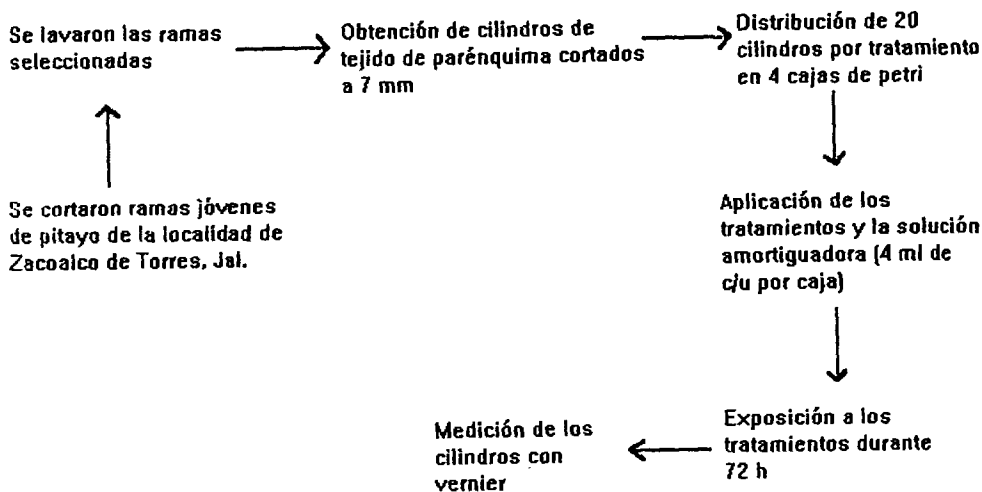 Se lavaron las ramas
seleccionadas
Obtención de cilindros de
tejido de parénquima cortados
a 7 mm
Distribución de 20
cilindros por tratamiento
en 4 cajas de petri
Se cortaron ramas jóvenes
de pitayo de la localidad de
Zacoalco de Torres, Jal.
Aplicación de los
tratamientos y la solución
amortiguadora (4 ml de
c/u por caja)
Exposición a los
tratamientos durante
72 h
Medición de los
cilindros con
vernier